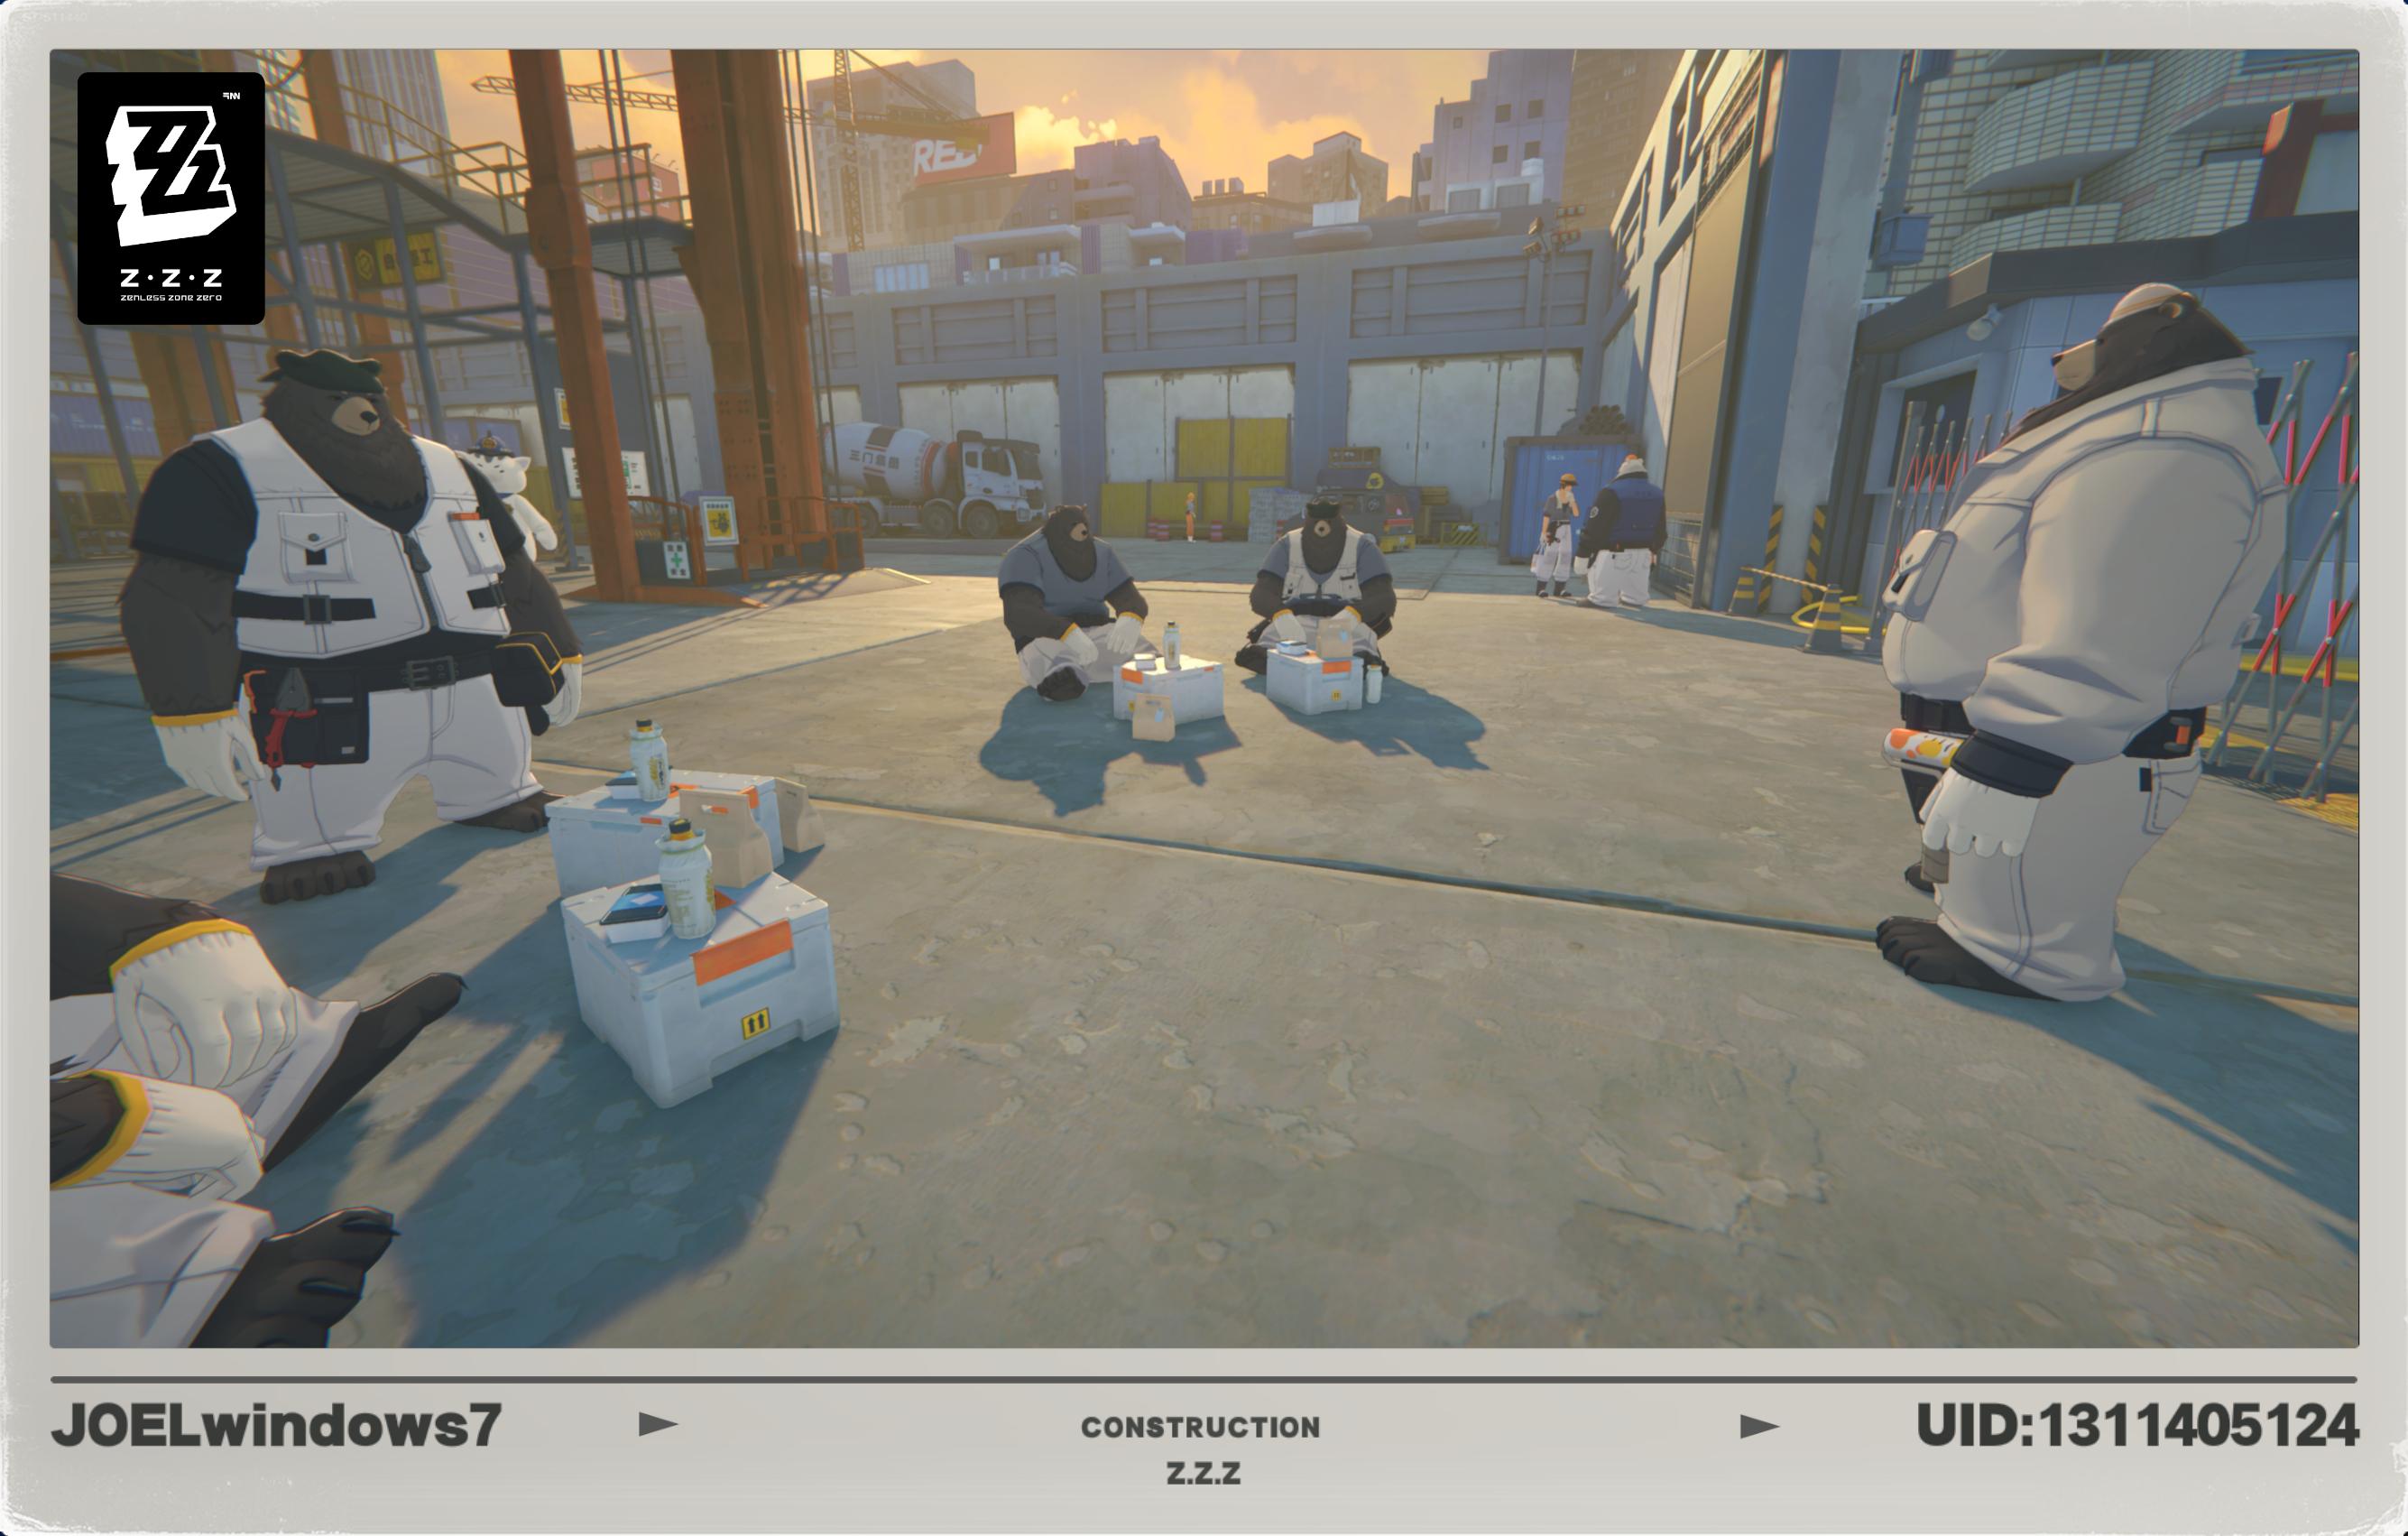 Z·Z·Z
ZENLESS ZONE ZERO
RED
JOELwindows7
CONSTRUCTION
UID:1311405124
Z.Z.Z